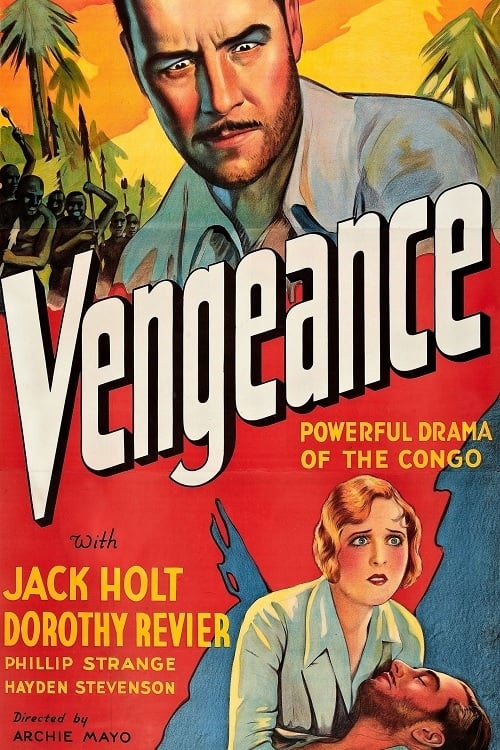 Vengeance
POWERFUL DRAMA
OF THE CONGO
With
JACK HOLT
DOROTHY REVIER
PHILLIP STRANGE
HAYDEN STEVENSON
Directed by
ARCHIE MAYO